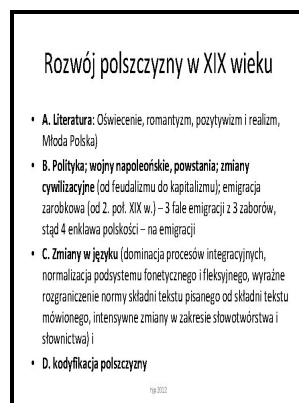 Rozwój polszczyzny w XIX wieku
• A. Literatura: Oświecenie, romantyzm, pozytywizm i realizm,
Młoda Polska)
• B. Polityka; wojny napoleońskie, powstania; zmiany
cywilizacyjne (od feudalizmu do kapitalizmu); emigracja
zarobkowa (od 2. poł. XIX w.) – 3 fale emigracji z 3 zaborów,
stąd 4 enklawa polskości – na emigracji
• C. Zmiany w języku (dominacja procesów integracyjnych,
normalizacja podsystemu fonetycznego i fleksyjnego, wyraźne
rozgraniczenie normy składni tekstu pisanego od składni tekstu
mówionego, intensywne zmiany w zakresie słowotwórstwa i
słownictwa) i
• D. kodyfikacja polszczyzny
2012